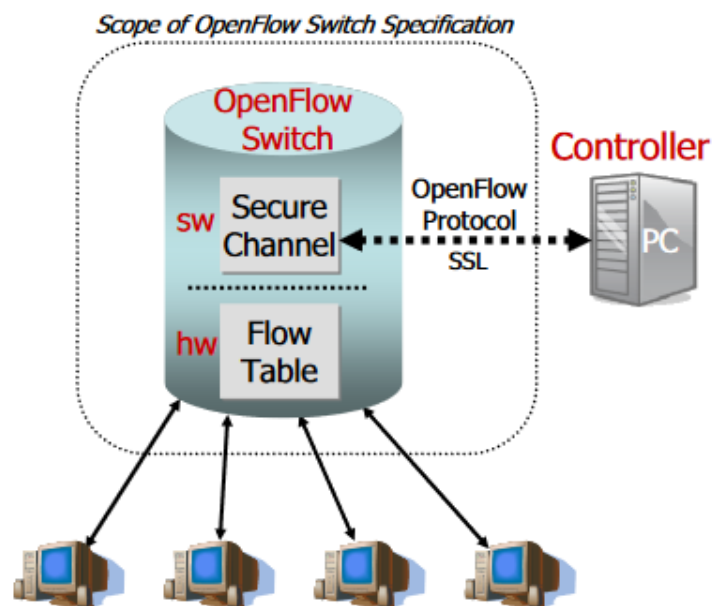 Scope of OpenFlow Switch Specification
OpenFlow
Switch
Controller
sw
Secure
Channel
OpenFlow
Protocol
SSL
PC
hw
Flow
Table